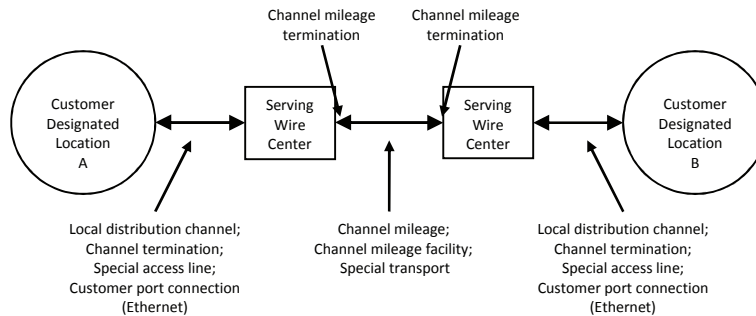 Channel mileage
termination
Channel mileage
termination
Customer
Designated
Location
A
Serving
Wire
Center
Serving
Wire
Center
Customer
Designated
Location
B
Local distribution channel;
Channel termination;
Special access line;
Customer port connection
(Ethernet)
Channel mileage;
Channel mileage facility;
Special transport
Local distribution channel;
Channel termination;
Special access line;
Customer port connection
(Ethernet)